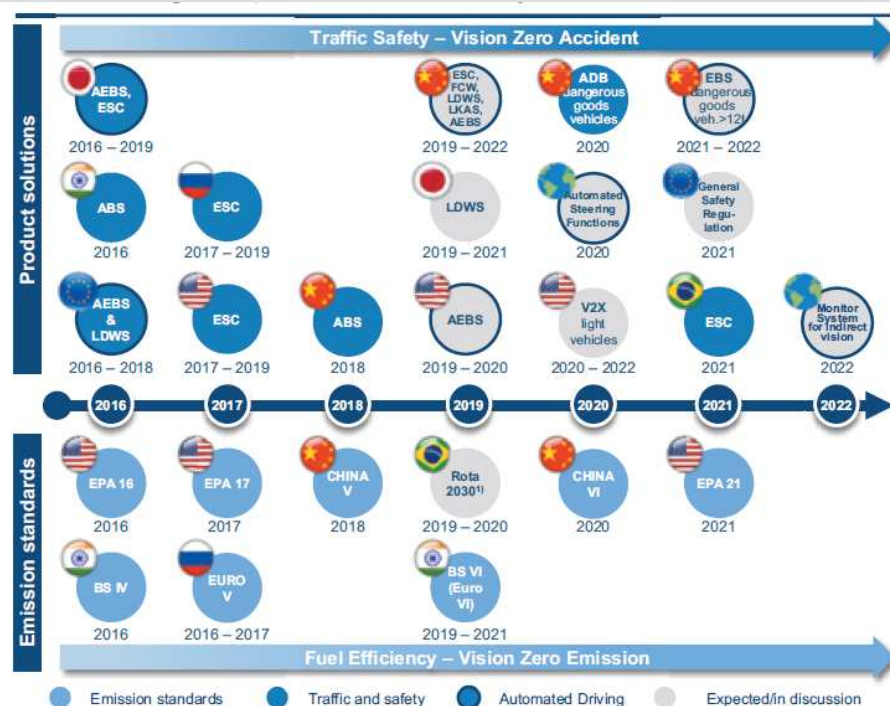 Traffic Safety – Vision Zero Accident
Product solutions
AEBS,
ESC
2016 – 2019
ESC,
FCW,
LDWS,
LKAS,
AEBS
2019 – 2022
ADB
dangerous
goods
vehicles
2020
EBS
dangerous
goods
veh.>12t
2021 – 2022
ABS
2016
ESC
2017 – 2019
LDWS
2019 – 2021
Automated
Steering
Functions
2020
General
Safety
Regu-
lation
2021
AEBS
&
LDWS
2016 – 2018
ESC
2017 – 2019
ABS
2018
AEBS
2019 – 2020
V2X
light
vehicles
2020 – 2022
ESC
2021
Monitor
System
for Indirect
vision
2022
2016
2017
2018
2019
2020
2021
2022
Emission standards
EPA 16
2016
EPA 17
2017
CHINA
V
2018
Rota
2030¹⁾
2019 – 2020
CHINA
VI
2020
EPA 21
2021
BS IV
2016
EURO
V
2016 – 2017
BS VI
(Euro
VI)
2019 – 2021
Fuel Efficiency – Vision Zero Emission
Emission standards
Traffic and safety
Automated Driving
Expected/in discussion